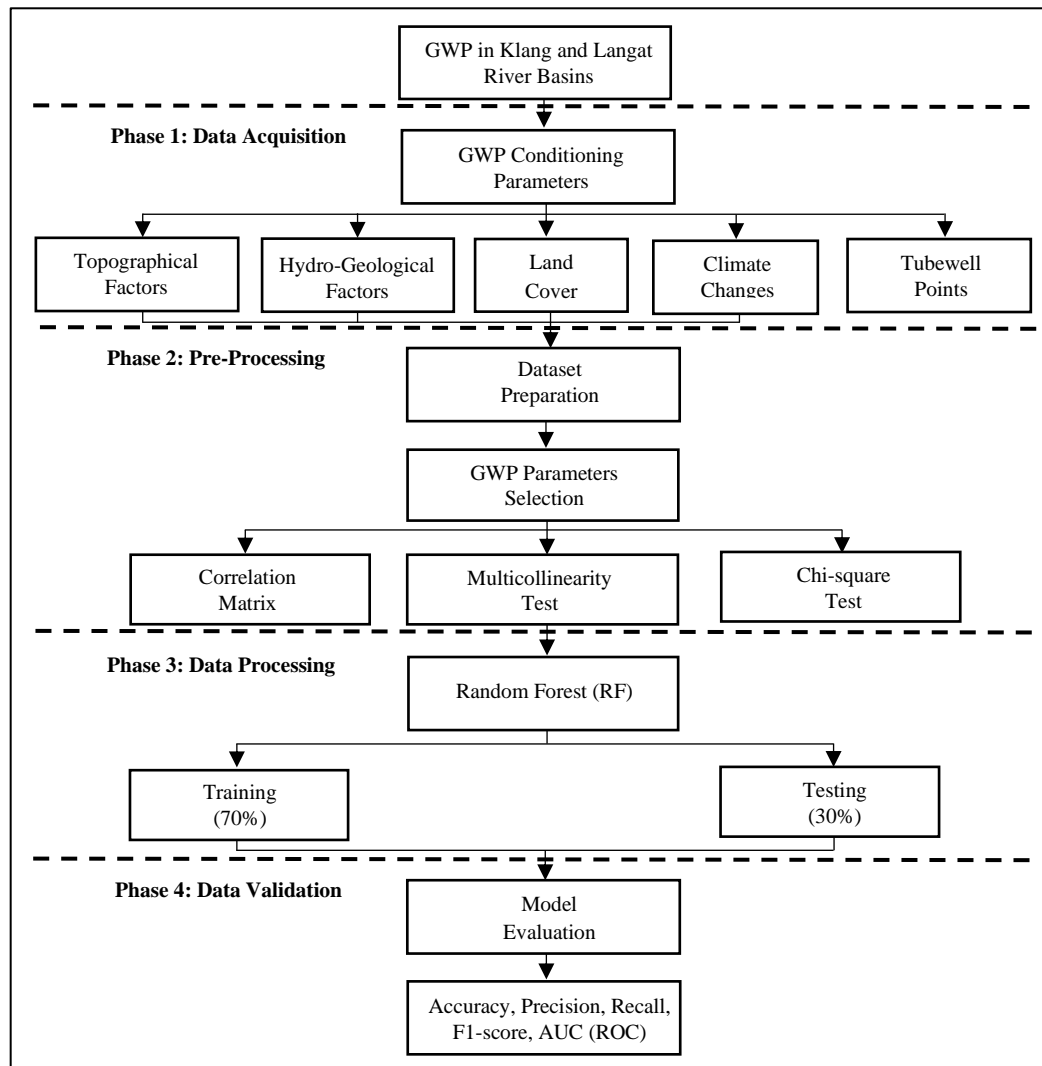 GWP in Klang and Langat
River Basins
Phase 1: Data Acquisition
GWP Conditioning
Parameters
Topographical
Factors
Hydro-Geological
Factors
Land
Cover
Climate
Changes
Tubewell
Points
Phase 2: Pre-Processing
Dataset
Preparation
GWP Parameters
Selection
Correlation
Matrix
Multicollinearity
Test
Chi-square
Test
Phase 3: Data Processing
Random Forest (RF)
Training
(70%)
Testing
(30%)
Phase 4: Data Validation
Model
Evaluation
Accuracy, Precision, Recall,
F1-score, AUC (ROC)